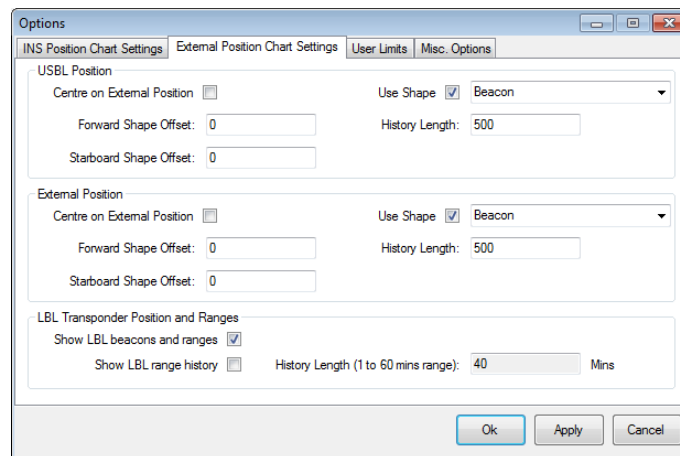 Options
INS Position Chart Settings External Position Chart Settings User Limits Misc. Options
USBL Position
Centre on External Position Use Shape Beacon
Forward Shape Offset: 0 History Length: 500
Starboard Shape Offset: 0
External Position
Centre on External Position Use Shape Beacon
Forward Shape Offset: 0 History Length: 500
Starboard Shape Offset: 0
LBL Transponder Position and Ranges
Show LBL beacons and ranges
Show LBL range history History Length (1 to 60 mins range): 40 Mins
Ok Apply Cancel